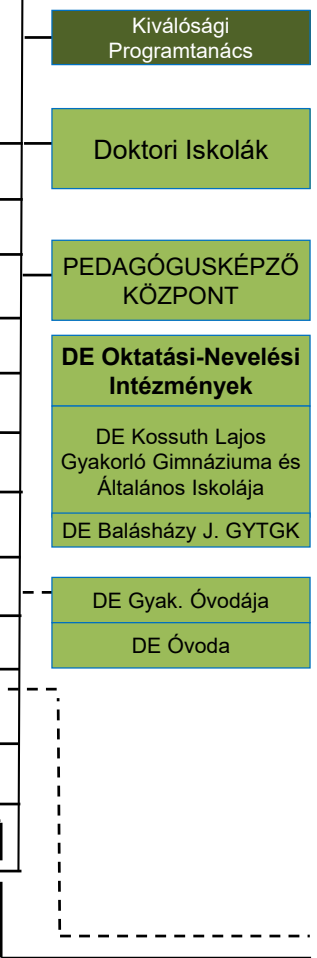 Kiválósági
Programtanács
Doktori Iskolák
PEDAGÓGUSKÉPZŐ
KÖZPONT
DE Oktatási-Nevelési
Intézmények
DE Kossuth Lajos
Gyakorló Gimnáziuma és
Általános Iskolája
DE Balásházy J. GYTGK
DE Gyak. Óvodája
DE Óvoda